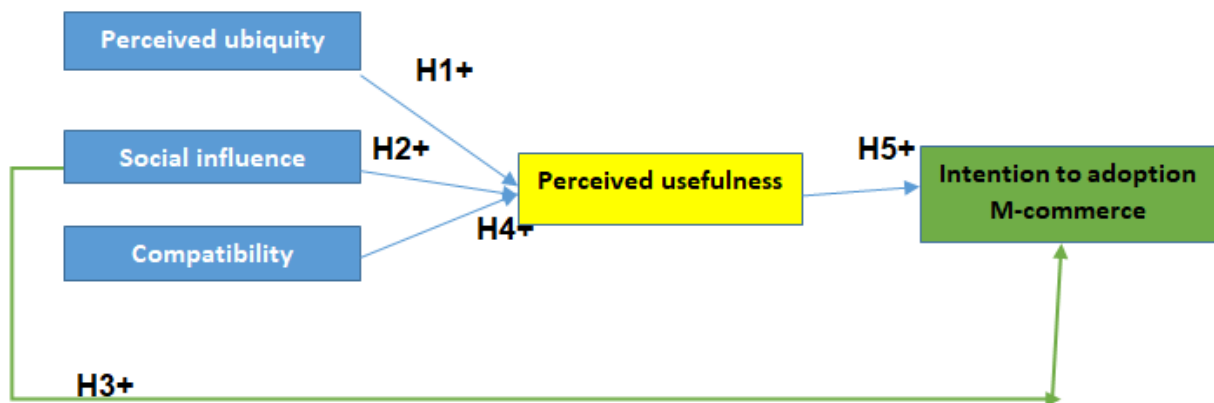 Perceived ubiquity
H1+
Social influence
H2+
Perceived usefulness
H5+
Intention to adoption
M-commerce
Compatibility
H4+
H3+